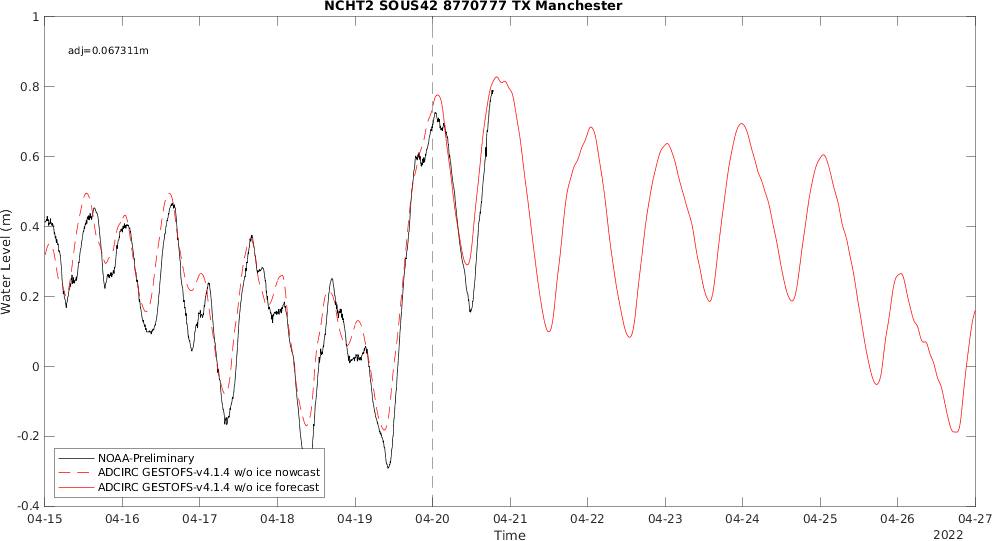 NCHT2 SOUS42 8770777 TX Manchester
adj=0.067311m
Water Level (m)
1
0.8
0.6
0.4
0.2
0
-0.2
-0.4
NOAA-Preliminary
ADCIRC GESTOFS-v4.1.4 w/o ice nowcast
ADCIRC GESTOFS-v4.1.4 w/o ice forecast
04-15 04-16 04-17 04-18 04-19 04-20 04-21 04-22 04-23 04-24 04-25 04-26 04-27
Time
2022